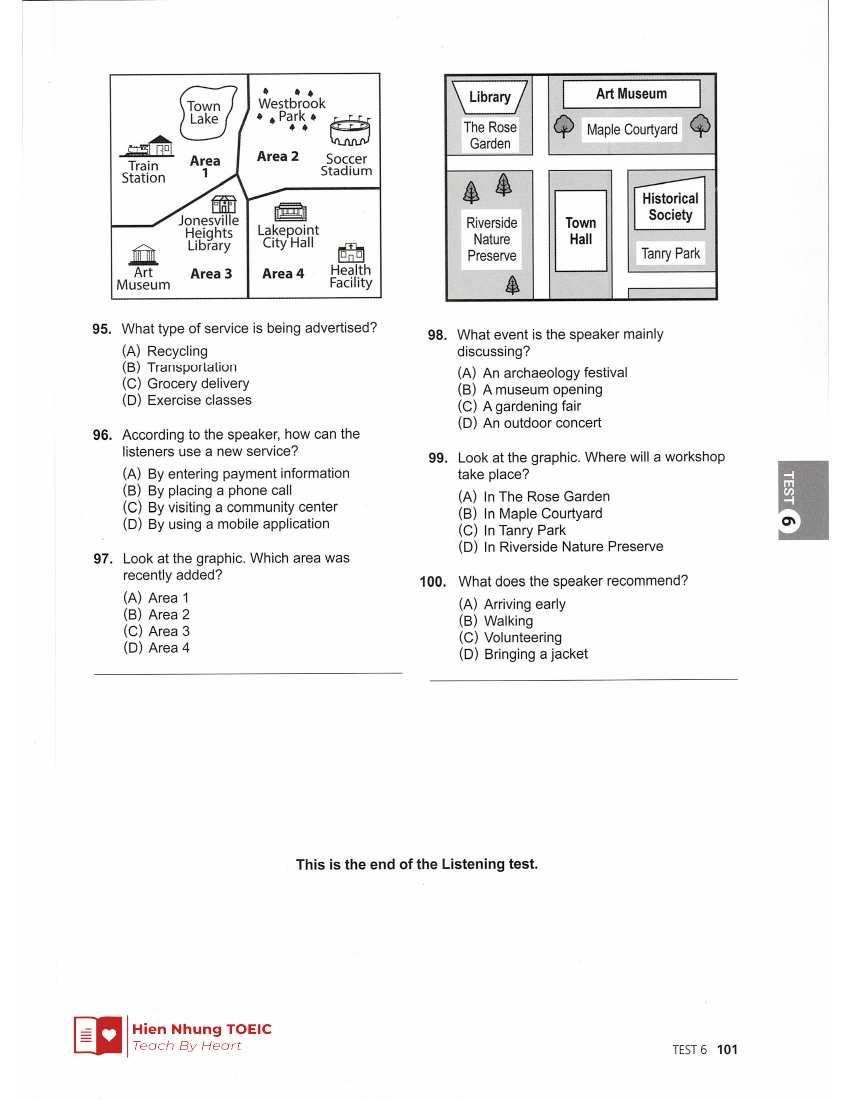 Town
Lake
Westbrook
Park
Train
Station
Area
1
Area 2
Soccer
Stadium
Jonesville
Heights
Library
Lakepoint
City Hall
Art
Museum
Area 3
Area 4
Health
Facility
95. What type of service is being advertised?
(A) Recycling
(B) Transportation
(C) Grocery delivery
(D) Exercise classes
96. According to the speaker, how can the
listeners use a new service?
(A) By entering payment information
(B) By placing a phone call
(C) By visiting a community center
(D) By using a mobile application
97. Look at the graphic. Which area was
recently added?
(A) Area 1
(B) Area 2
(C) Area 3
(D) Area 4
Library
Art Museum
The Rose
Garden
Maple Courtyard
Riverside
Nature
Preserve
Town
Hall
Historical
Society
Tanry Park
98. What event is the speaker mainly
discussing?
(A) An archaeology festival
(B) A museum opening
(C) A gardening fair
(D) An outdoor concert
99. Look at the graphic. Where will a workshop
take place?
(A) In The Rose Garden
(B) In Maple Courtyard
(C) In Tanry Park
(D) In Riverside Nature Preserve
100. What does the speaker recommend?
(A) Arriving early
(B) Walking
(C) Volunteering
(D) Bringing a jacket
TEST 6
This is the end of the Listening test.
Hien Nhung TOEIC
Teach By Heart
TEST 6 101